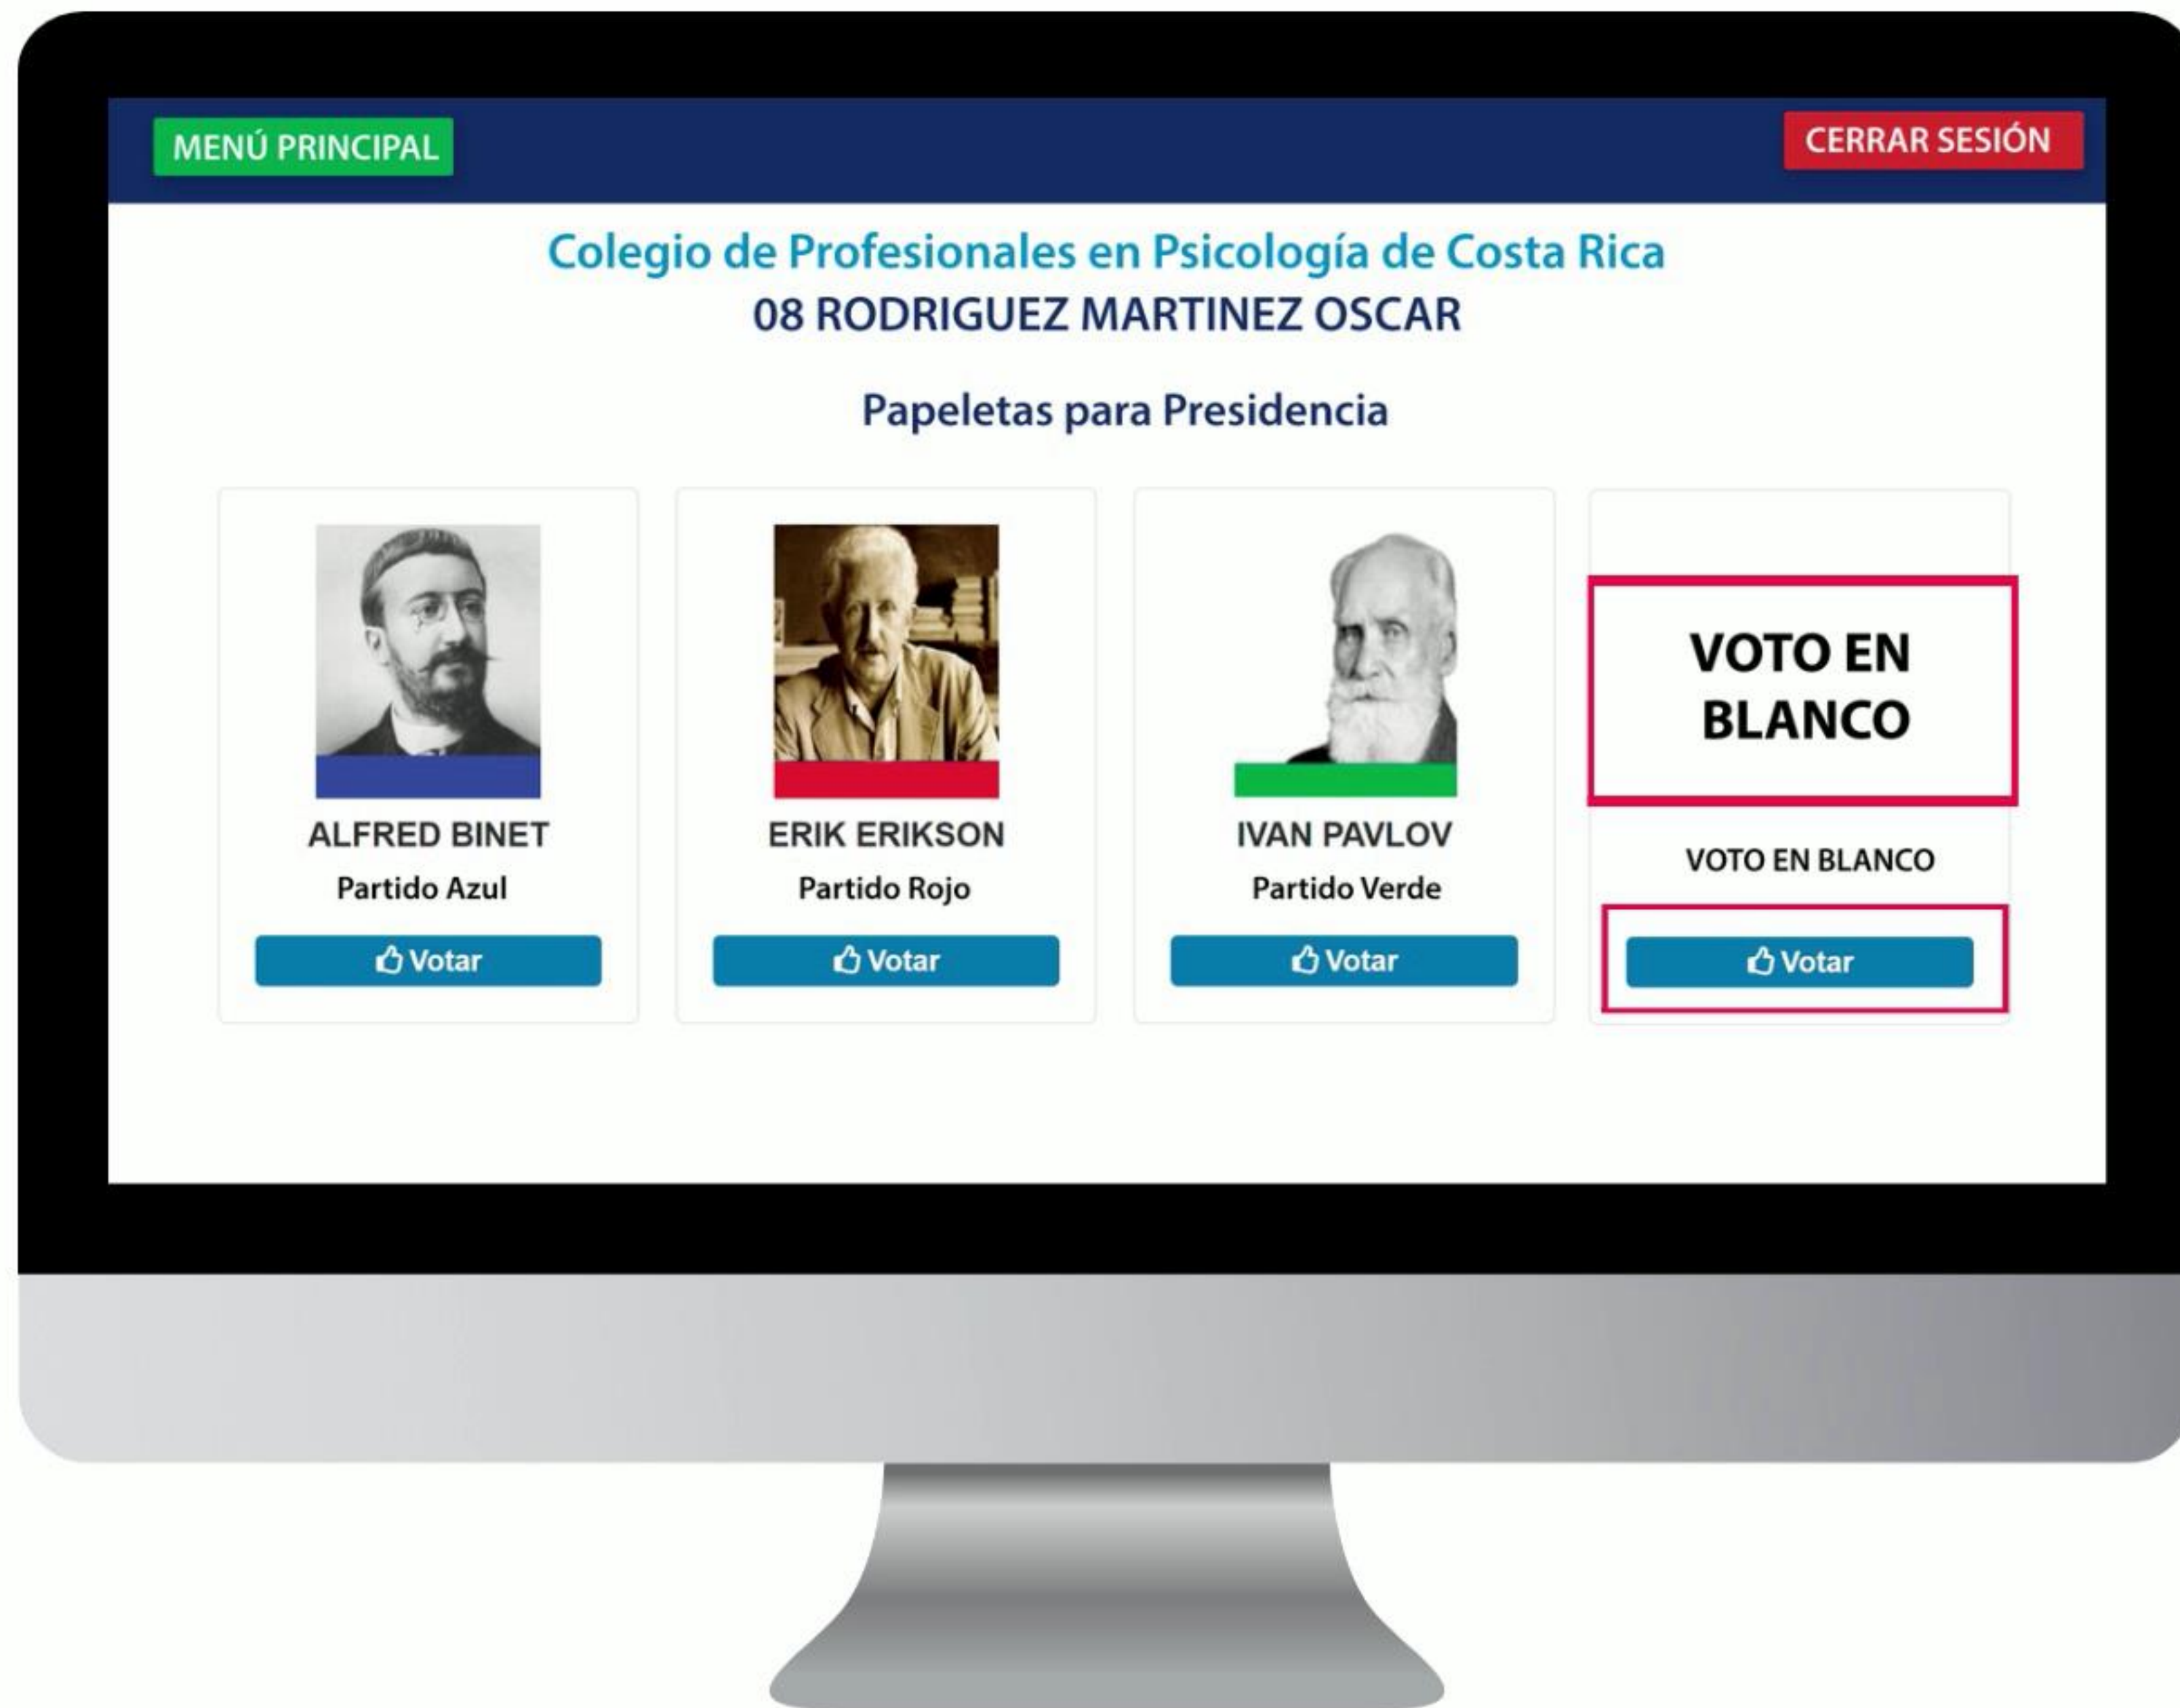 MENÚ PRINCIPAL
CERRAR SESIÓN
Colegio de Profesionales en Psicología de Costa Rica
08 RODRIGUEZ MARTINEZ OSCAR
Papeletas para Presidencia
ALFRED BINET
Partido Azul
Votar
ERIK ERIKSON
Partido Rojo
Votar
IVAN PAVLOV
Partido Verde
Votar
VOTO EN
BLANCO
VOTO EN BLANCO
Votar